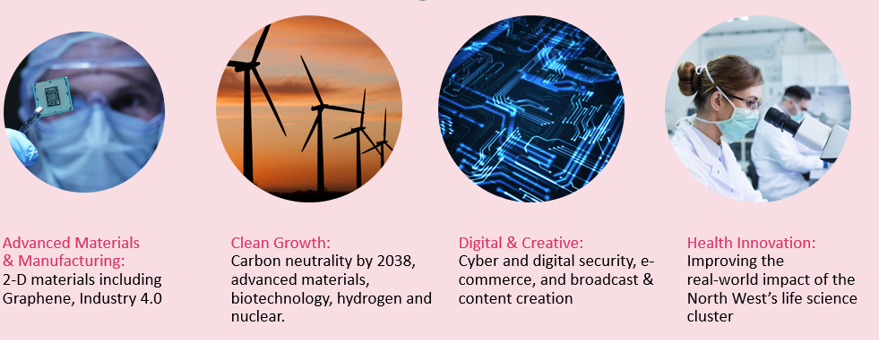 Advanced Materials
& Manufacturing:
2-D materials including
Graphene, Industry 4.0
Clean Growth:
Carbon neutrality by 2038,
advanced materials,
biotechnology, hydrogen and
nuclear.
Digital & Creative:
Cyber and digital security, e-
commerce, and broadcast &
content creation
Health Innovation:
Improving the
real-world impact of the
North West’s life science
cluster